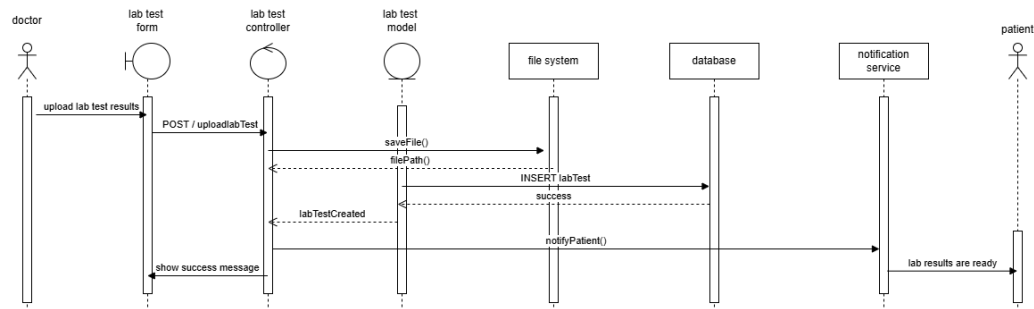 doctor
lab test
form
lab test
controller
lab test
model
file system
database
notification
service
patient
upload lab test results
POST / uploadlabTest
saveFile()
filePath()
INSERT labTest
success
labTestCreated
notifyPatient()
show success message
lab results are ready